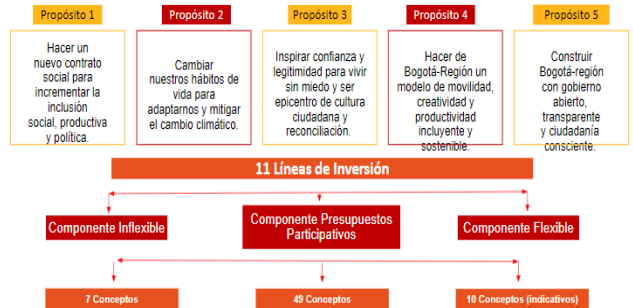 Propósito 1
Propósito 2
Propósito 3
Propósito 4
Propósito 5
Hacer un
nuevo contrato
social para
incrementar la
inclusión
social, productiva
y política.
Cambiar
nuestros hábitos de
vida para
adaptarnos y mitigar
el cambio climático.
Inspirar confianza y
legitimidad para vivir
sin miedo y ser
epicentro de cultura
ciudadana y
reconciliación.
Hacer de
Bogotá-Región un
modelo de movilidad,
creatividad y
productividad
incluyente y
sostenible.
Construir
Bogotá-región
con gobierno
abierto,
transparente
y ciudadanía
consciente.
11 Líneas de Inversión
Componente Inflexible
Componente Presupuestos
Participativos
Componente Flexible
7 Conceptos
49 Conceptos
10 Conceptos (indicativos)